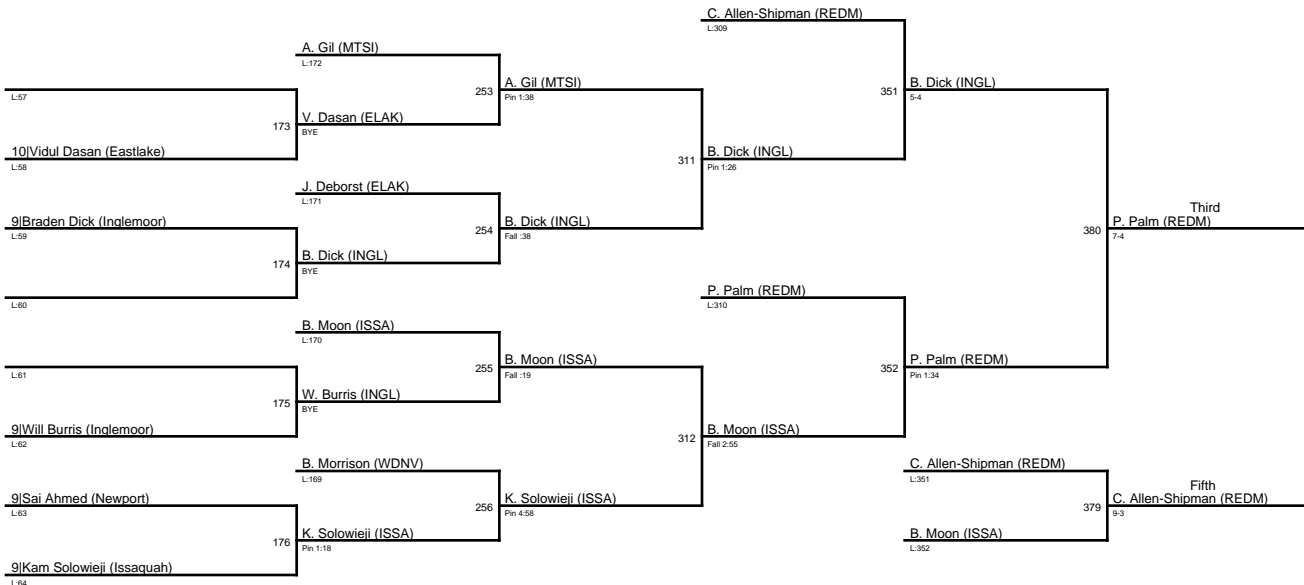 C. Allen-Shipman (REDM)
L:309
A. Gil (MTSI)
L:172
L:57
253
A. Gil (MTSI)
Pin 1:38
351
B. Dick (INGL)
5-4
173
V. Dasan (ELAK)
BYE
10|Vidul Dasan (Eastlake)
L:58
311
B. Dick (INGL)
Pin 1:26
J. Deborst (ELAK)
L:171
9|Braden Dick (Inglemoor)
L:59
254
B. Dick (INGL)
Fall :38
380
Third
P. Palm (REDM)
7-4
174
B. Dick (INGL)
BYE
L:60
P. Palm (REDM)
L:310
B. Moon (ISSA)
L:170
L:61
255
B. Moon (ISSA)
Fall :19
352
P. Palm (REDM)
Pin 1:34
175
W. Burris (INGL)
BYE
9|Will Burris (Inglemoor)
L:62
312
B. Moon (ISSA)
Fall 2:55
B. Morrison (WDNV)
L:169
C. Allen-Shipman (REDM)
L:351
9|Sai Ahmed (Newport)
L:63
256
K. Solowieji (ISSA)
Pin 4:58
379
Fifth
C. Allen-Shipman (REDM)
9-3
176
K. Solowieji (ISSA)
Pin 1:18
B. Moon (ISSA)
L:352
9|Kam Solowieji (Issaquah)
L:64